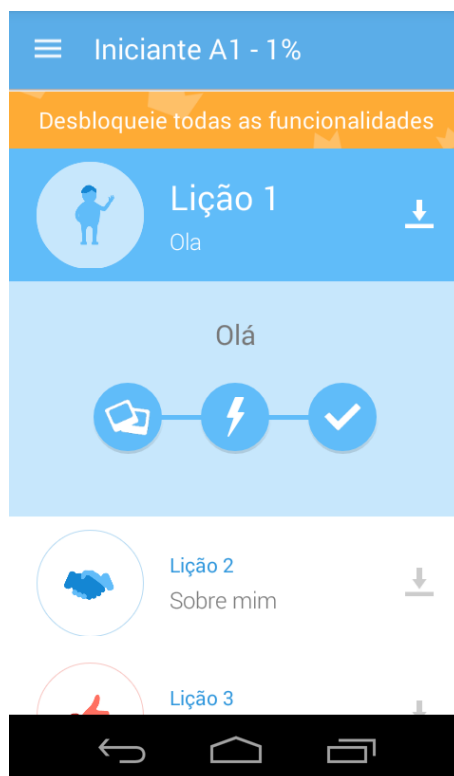 Iniciante A1 - 1%
Desbloqueie todas as funcionalidades
Lição 1
Ola
Olá
Lição 2
Sobre mim
Lição 3